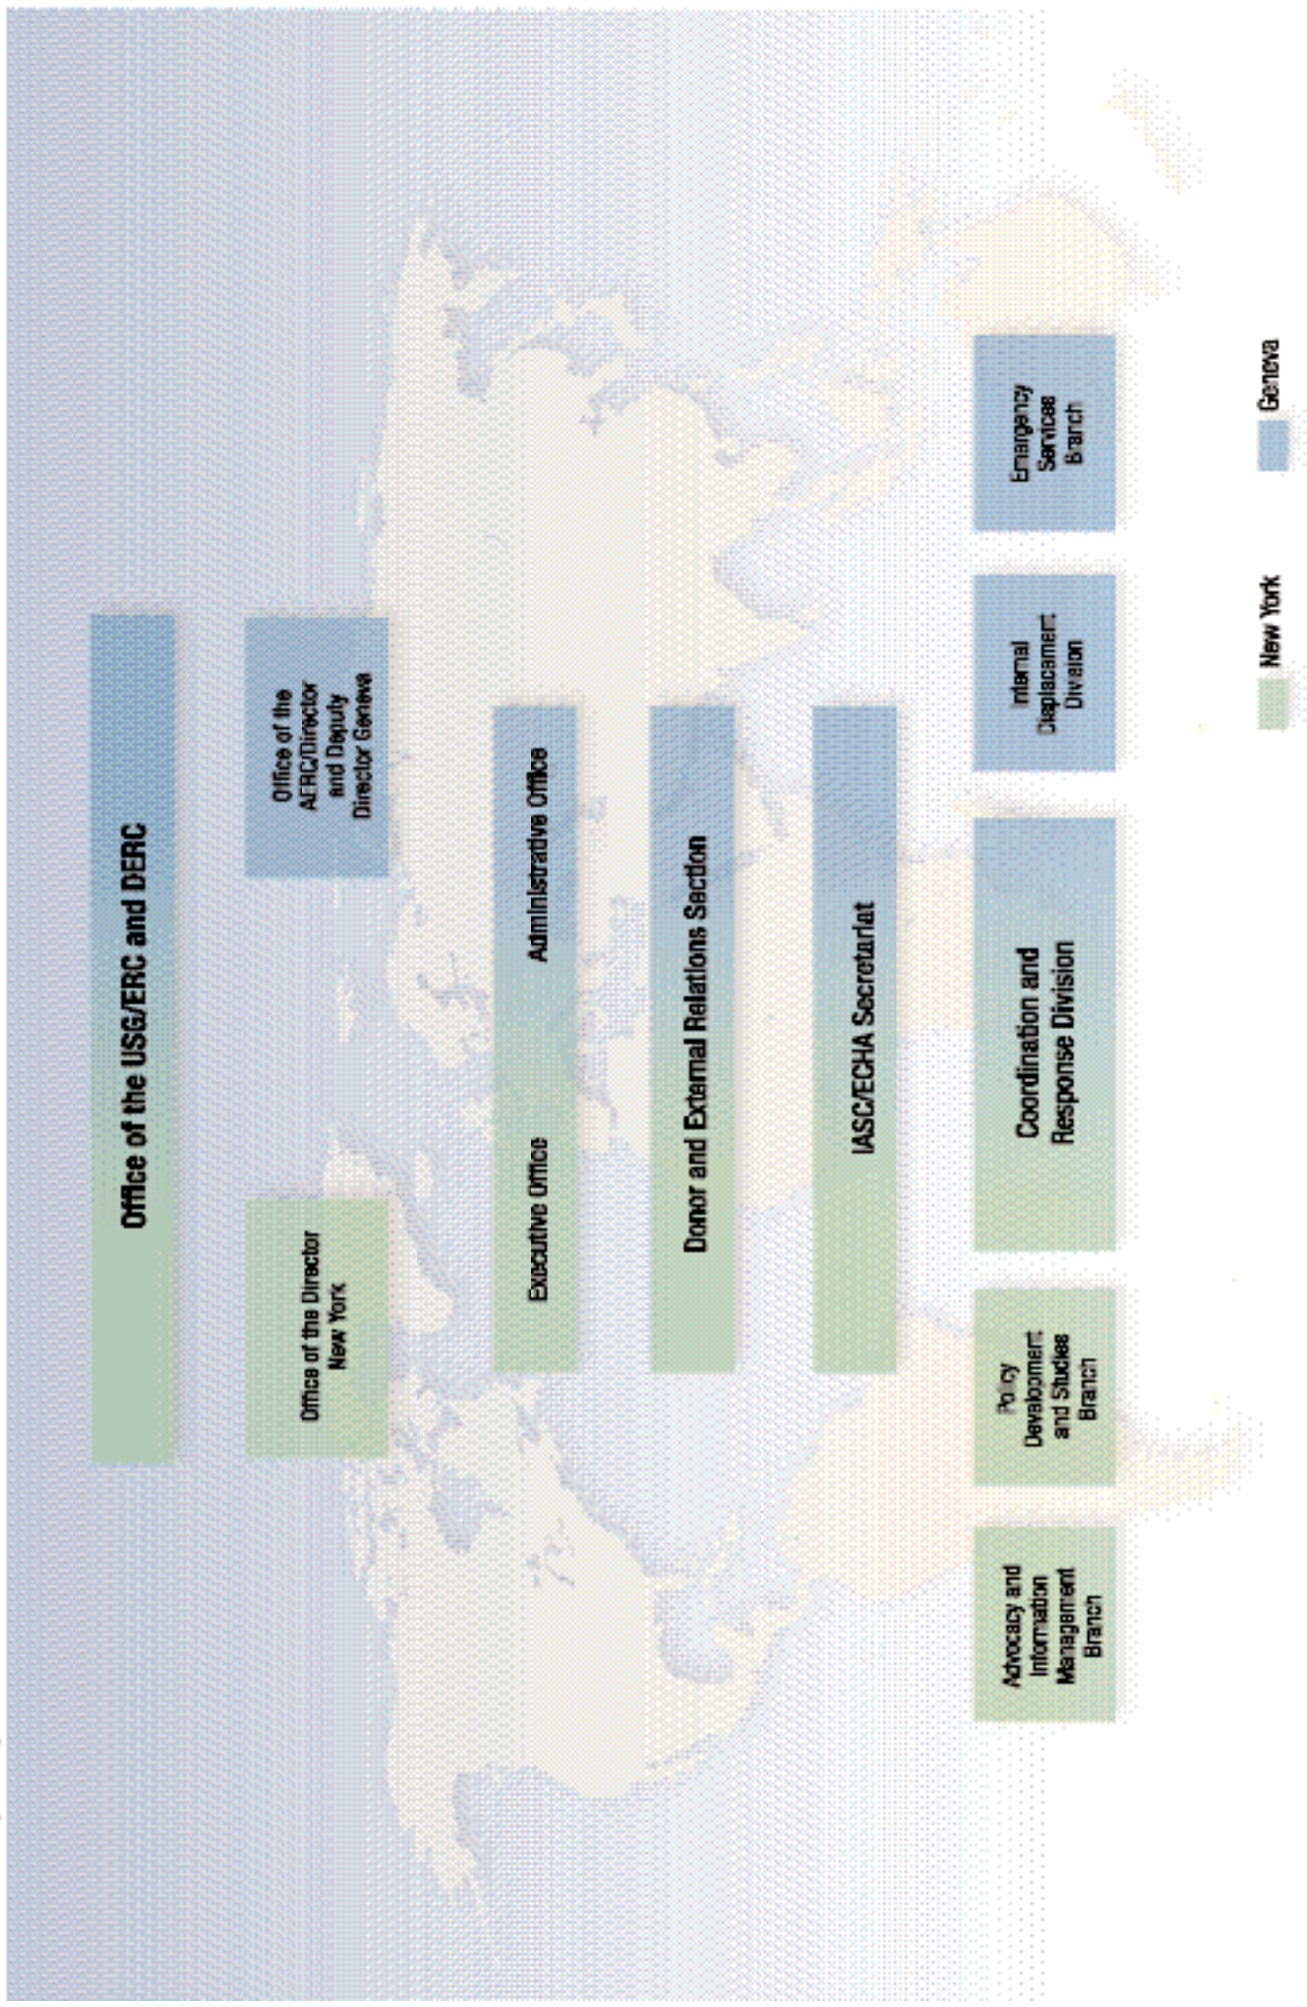 Office of the USG/ERC and DERC
Office of the Director
New York
Office of the
AERC/Director
and Deputy
Director Geneva
Executive Office
Administrative Office
Donor and External Relations Section
IASC/ECHA Secretariat
Advocacy and
Information
Management
Branch
Policy
Development
and Studies
Branch
Coordination and
Response Division
Internal
Displacement
Division
Emergency
Services
Branch
New York
Geneva